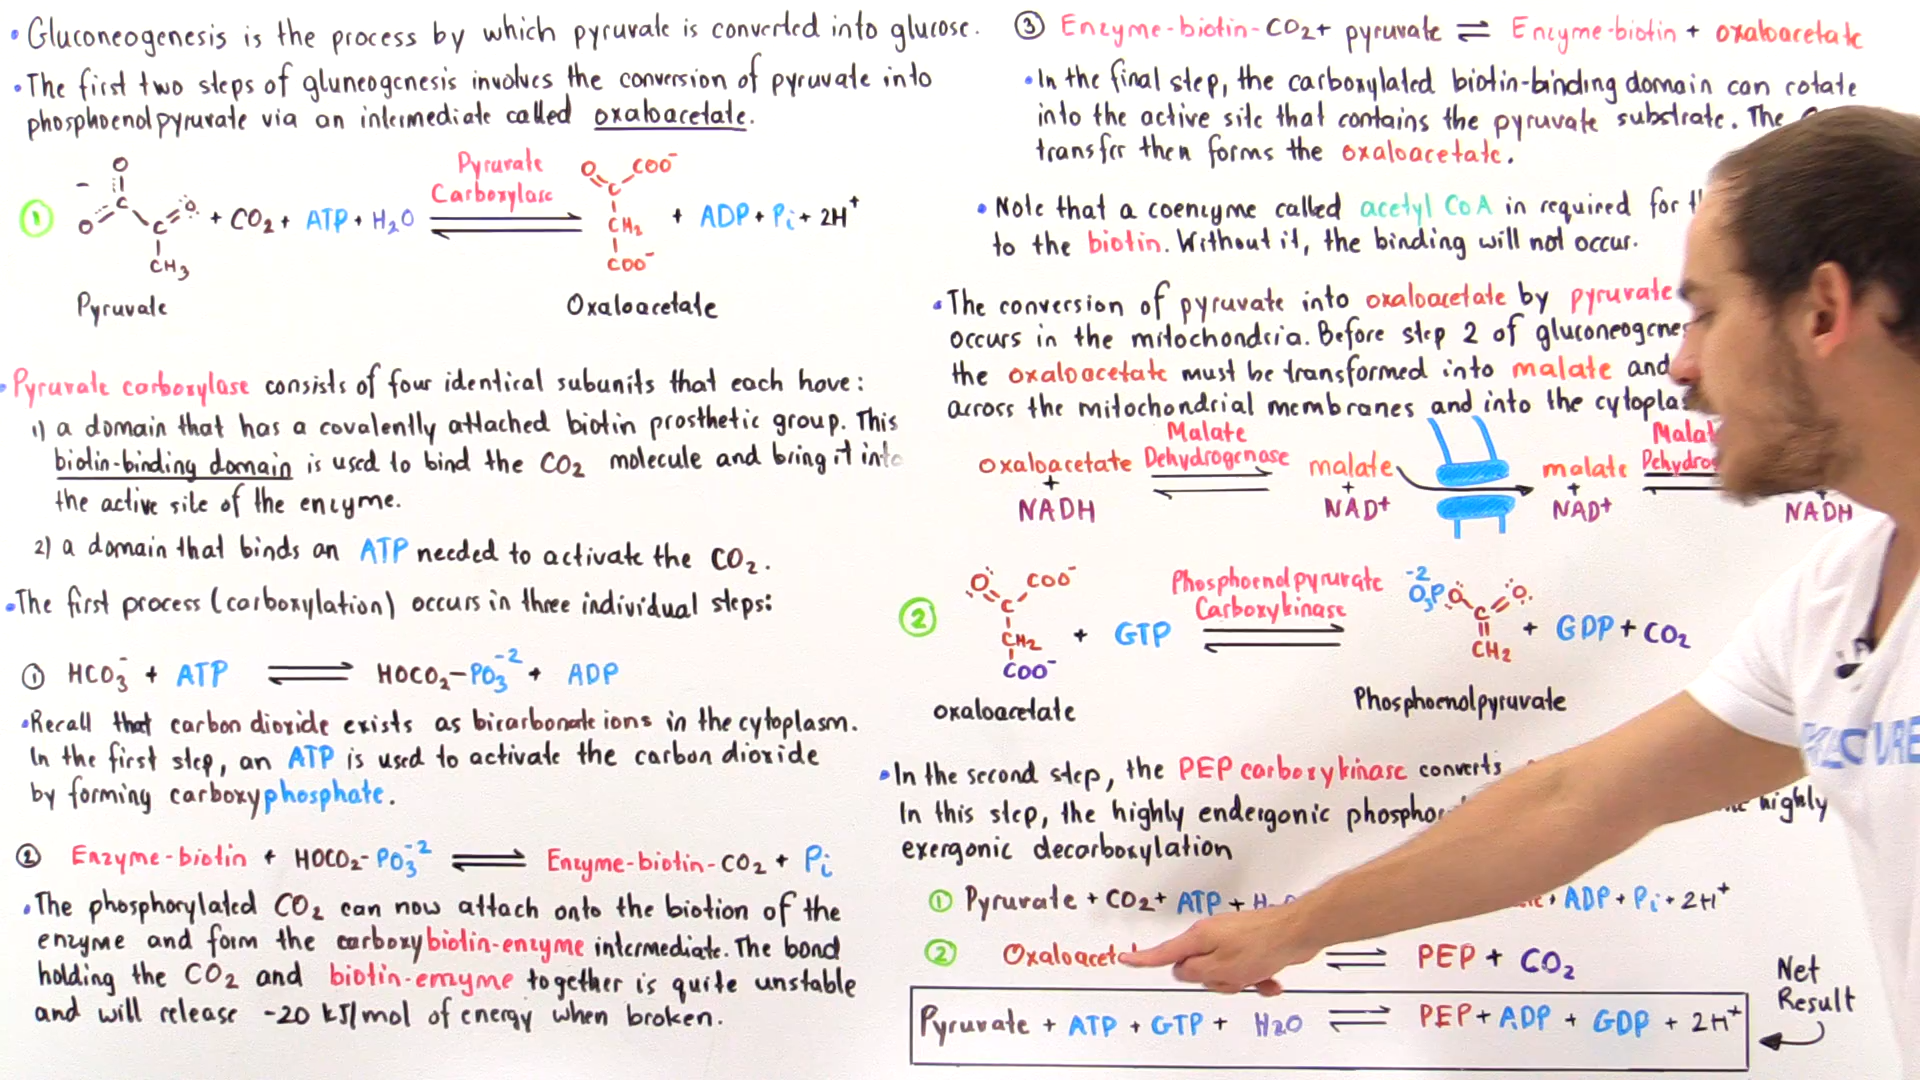 • Gluconeogenesis is the process by which pyruvate is converted into glucose.
• The first two steps of gluneogenesis involves the conversion of pyruvate into
phosphoenolpyruvate via an intermediate called oxaloacetate.
①
O
-
O
C
C
O
CH3
Pyruvate
+ CO2 + ATP + H2O
Pyruvate
Carboxylase
O
C
COO-
CH2
COO-
Oxaloacetate
+ ADP + Pi + 2H+
• Pyruvate carboxylase consists of four identical subunits that each have:
1) a domain that has a covalently attached biotin prosthetic group. This
biotin-binding domain is used to bind the CO2 molecule and bring it into
the active site of the enzyme.
2) a domain that binds an ATP needed to activate the CO2.
• The first process (carboxylation) occurs in three individual steps:
① HCO3- + ATP ⇌ HOCO2-PO3-2 + ADP
• Recall that carbon dioxide exists as bicarbonate ions in the cytoplasm.
In the first step, an ATP is used to activate the carbon dioxide
by forming carboxyphosphate.
② Enzyme-biotin + HOCO2-PO3-2 ⇌ Enzyme-biotin-CO2 + Pi
• The phosphorylated CO2 can now attach onto the biotion of the
enzyme and form the carboxybiotin-enzyme intermediate. The bond
holding the CO2 and biotin-emzyme together is quite unstable
and will release -20 kJ/mol of energy when broken.
③ Enzyme-biotin-CO2 + pyruvate ⇌ Enzyme-biotin + oxaloacetate
• In the final step, the carboxylated biotin-binding domain can rotate
into the active site that contains the pyruvate substrate. The
transfer then forms the oxaloacetate.
• Note that a coenzyme called acetyl CoA in required for
to the biotin. Without it, the binding will not occur.
• The conversion of pyruvate into oxaloacetate by pyruvate
occurs in the mitochondria. Before step 2 of
the oxaloacetate must be transformed into malate and
across the mitochondrial membranes and into the
oxaloacetate
+
NADH
Malate
Dehydrogenase
malate
+
NAD+
malate
+
NAD+
NADH
②
O
C
COO-
CH2
COO-
oxaloacetate
+ GTP
Phosphoenolpyruvate
Carboxykinase
-2
O3PO
C
O
CH2
Phosphoenolpyruvate
+ GDP + CO2
• In the second step, the PEP carboxykinase converts
In this step, the highly endergonic
highly
exergonic decarboxylation
① Pyruvate + CO2 + ATP + + ADP + Pi + 2H+
② ⇌ PEP + CO2
Pyruvate + ATP + GTP + H2O ⇌ PEP + ADP + GDP + 2H+
Net
Result